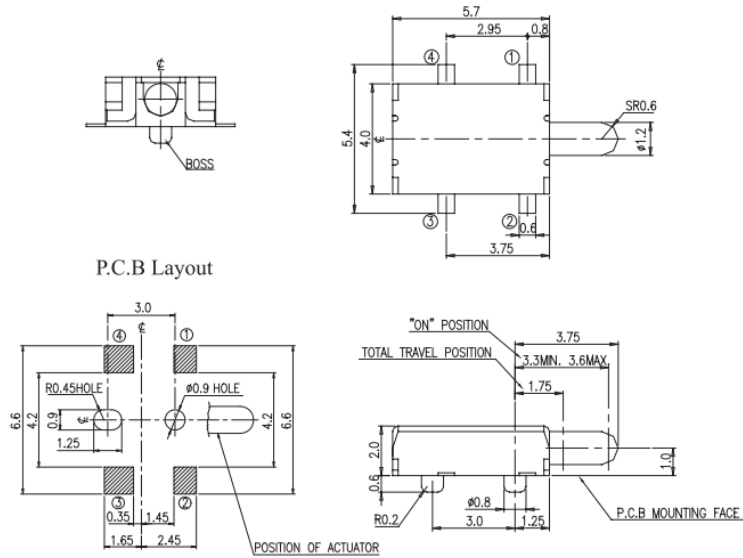 ℄
BOSS
5.7
2.95
0.8
④
①
SR0.6
5.4
4.0
℄
ø1.2
③
②
0.6
3.75
P.C.B Layout
3.0
④
℄
①
R0.45HOLE
ø0.9 HOLE
6.6
4.2
0.9
℄
1.25
4.2
6.6
③
②
0.35
1.45
1.65
2.45
POSITION OF ACTUATOR
"ON" POSITION
3.75
TOTAL TRAVEL POSITION
3.3MIN. 3.6MAX.
1.75
2.0
0.6
1.0
R0.2
ø0.8
3.0
1.25
P.C.B MOUNTING FACE